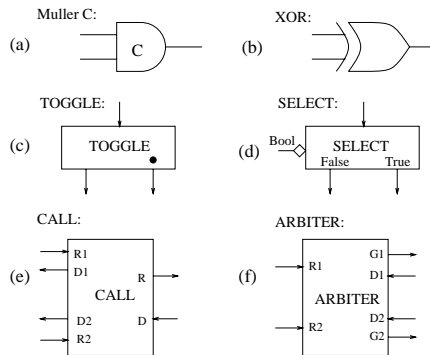 Muller C:
(a)
C
XOR:
(b)
TOGGLE:
(c)
TOGGLE
SELECT:
(d)
Bool
SELECT
False True
CALL:
(e)
R1
D1
R
CALL
D2
D
R2
ARBITER:
(f)
G1
R1
D1
ARBITER
D2
R2
G2